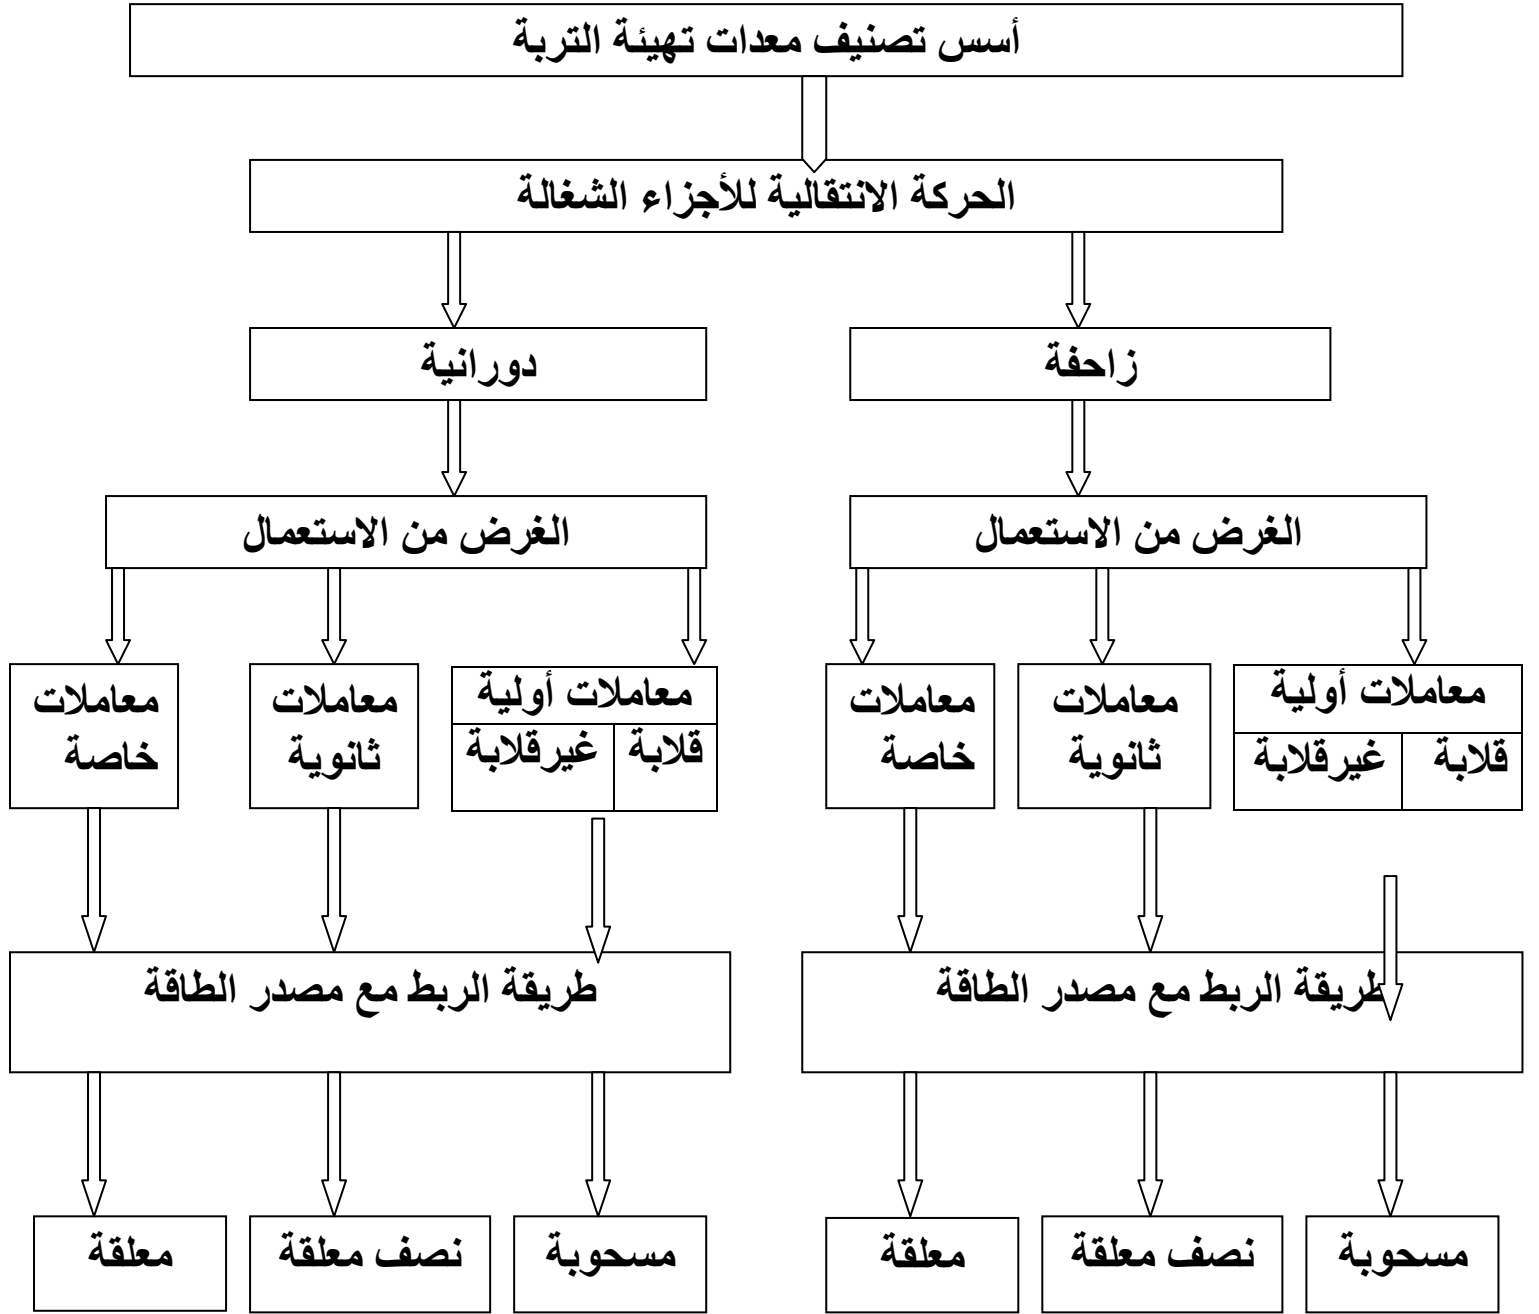 أسس تصنيف معدات تهيئة التربة
الحركة الانتقالية للأجزاء الشغالة
زاحفة
دورانية
الغرض من الاستعمال
الغرض من الاستعمال
معاملات أولية
قلابة
غيرقلابة
معاملات
ثانوية
معاملات
خاصة
معاملات أولية
قلابة
غيرقلابة
معاملات
ثانوية
معاملات
خاصة
طريقة الربط مع مصدر الطاقة
طريقة الربط مع مصدر الطاقة
مسحوبة
نصف معلقة
معلقة
مسحوبة
نصف معلقة
معلقة